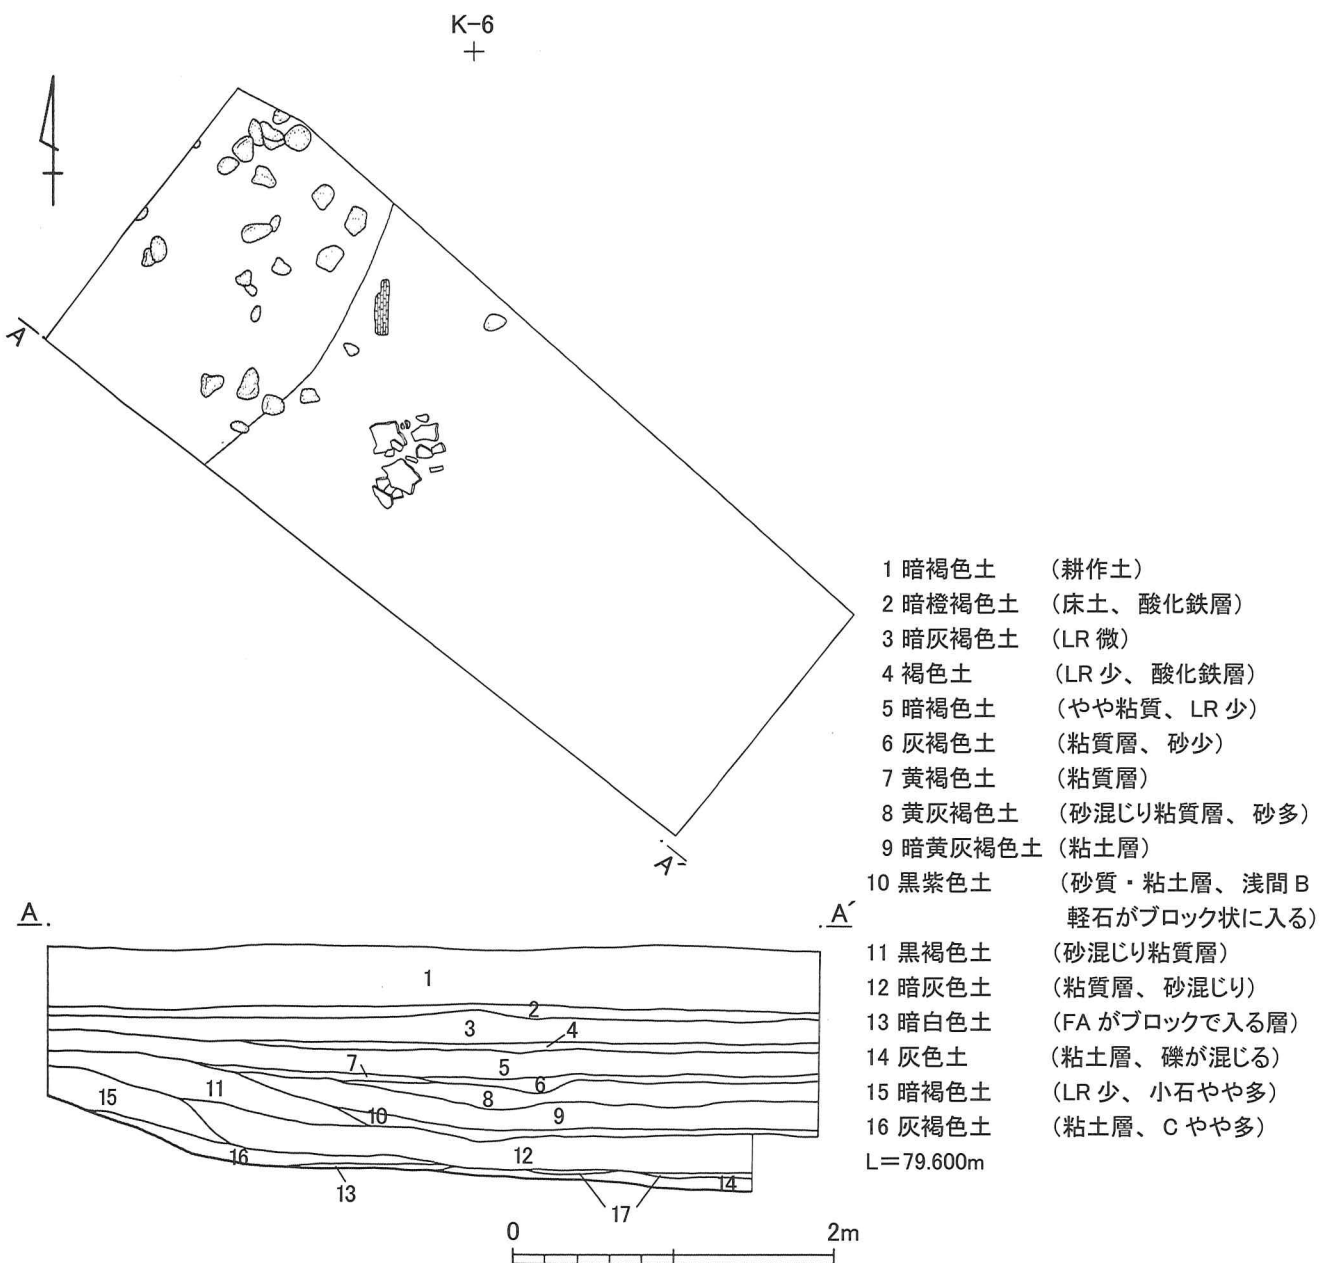 K-6
A
A´
1 暗褐色土 (耕作土)
2 暗橙褐色土 (床土、酸化鉄層)
3 暗灰褐色土 (LR 微)
4 褐色土 (LR 少、酸化鉄層)
5 暗褐色土 (やや粘質、LR 少)
6 灰褐色土 (粘質層、砂少)
7 黄褐色土 (粘質層)
8 黄灰褐色土 (砂混じり粘質層、砂多)
9 暗黄灰褐色土 (粘土層)
10 黒紫色土 (砂質・粘土層、浅間 B
軽石がブロック状に入る)
11 黒褐色土 (砂混じり粘質層)
12 暗灰色土 (粘質層、砂混じり)
13 暗白色土 (FA がブロックで入る層)
14 灰色土 (粘土層、礫が混じる)
15 暗褐色土 (LR 少、小石やや多)
16 灰褐色土 (粘土層、C やや多)
L=79.600m
A
A´
1
2
3
4
5
7
6
8
9
10
11
15
12
16
13
14
17
0
2m